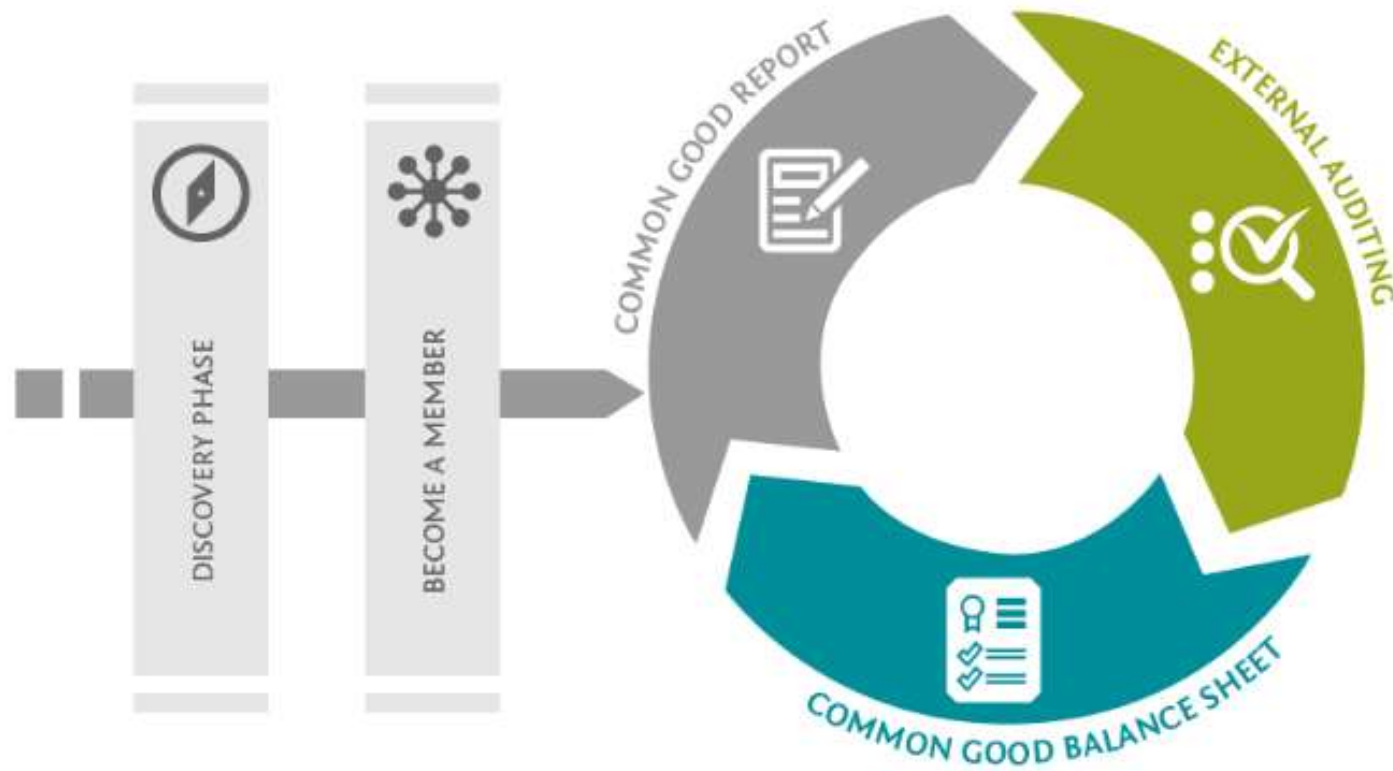 DISCOVERY PHASE
BECOME A MEMBER
COMMON GOOD REPORT
EXTERNAL AUDITING
COMMON GOOD BALANCE SHEET